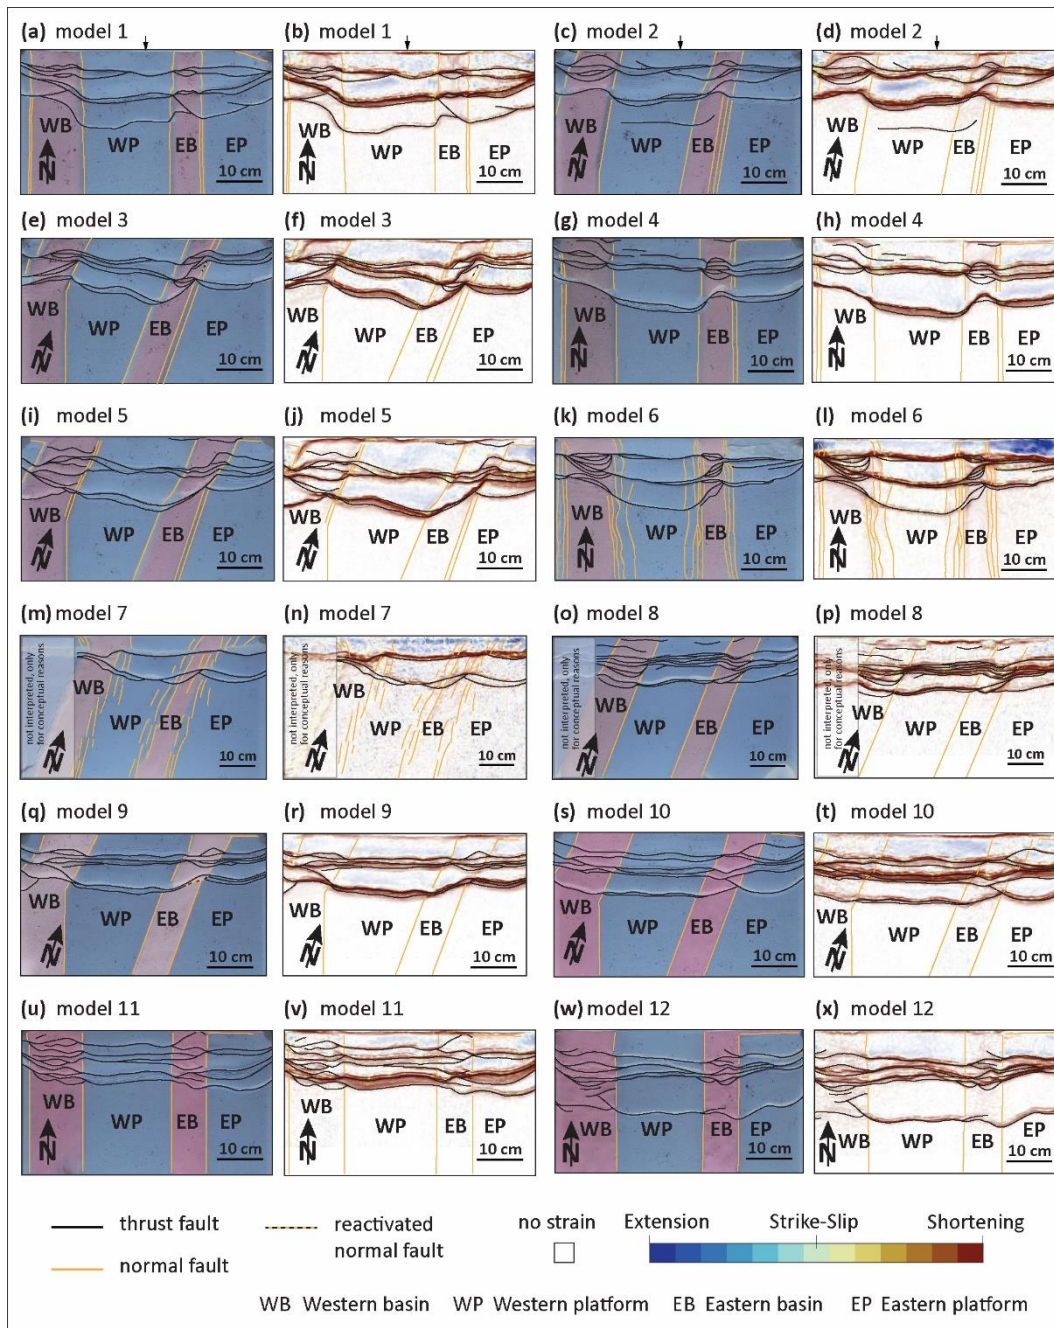 (a) model 1
(b) model 1
(c) model 2
(d) model 2
WB WP EB EP
N
10 cm
WB WP EB EP
N
10 cm
WB WP EB EP
N
10 cm
WB WP EB EP
N
10 cm
(e) model 3
(f) model 3
(g) model 4
(h) model 4
WB WP EB EP
N
10 cm
WB WP EB EP
N
10 cm
WB WP EB EP
N
10 cm
WB WP EB EP
N
10 cm
(i) model 5
(j) model 5
(k) model 6
(l) model 6
WB WP EB EP
N
10 cm
WB WP EB EP
N
10 cm
WB WP EB EP
N
10 cm
WB WP EB EP
N
10 cm
(m) model 7
(n) model 7
(o) model 8
(p) model 8
not interpreted, only
for conceptual reasons
WB WP EB EP
N
10 cm
not interpreted, only
for conceptual reasons
WB WP EB EP
N
10 cm
not interpreted, only
for conceptual reasons
WB WP EB EP
N
10 cm
not interpreted, only
for conceptual reasons
WB WP EB EP
N
10 cm
(q) model 9
(r) model 9
(s) model 10
(t) model 10
WB WP EB EP
N
10 cm
WB WP EB EP
N
10 cm
WB WP EB EP
N
10 cm
WB WP EB EP
N
10 cm
(u) model 11
(v) model 11
(w) model 12
(x) model 12
WB WP EB EP
N
10 cm
WB WP EB EP
N
10 cm
WB WP EB EP
N
10 cm
WB WP EB EP
N
10 cm
thrust fault
normal fault
reactivated
normal fault
no strain
Extension Strike-Slip Shortening
WB Western basin WP Western platform EB Eastern basin EP Eastern platform